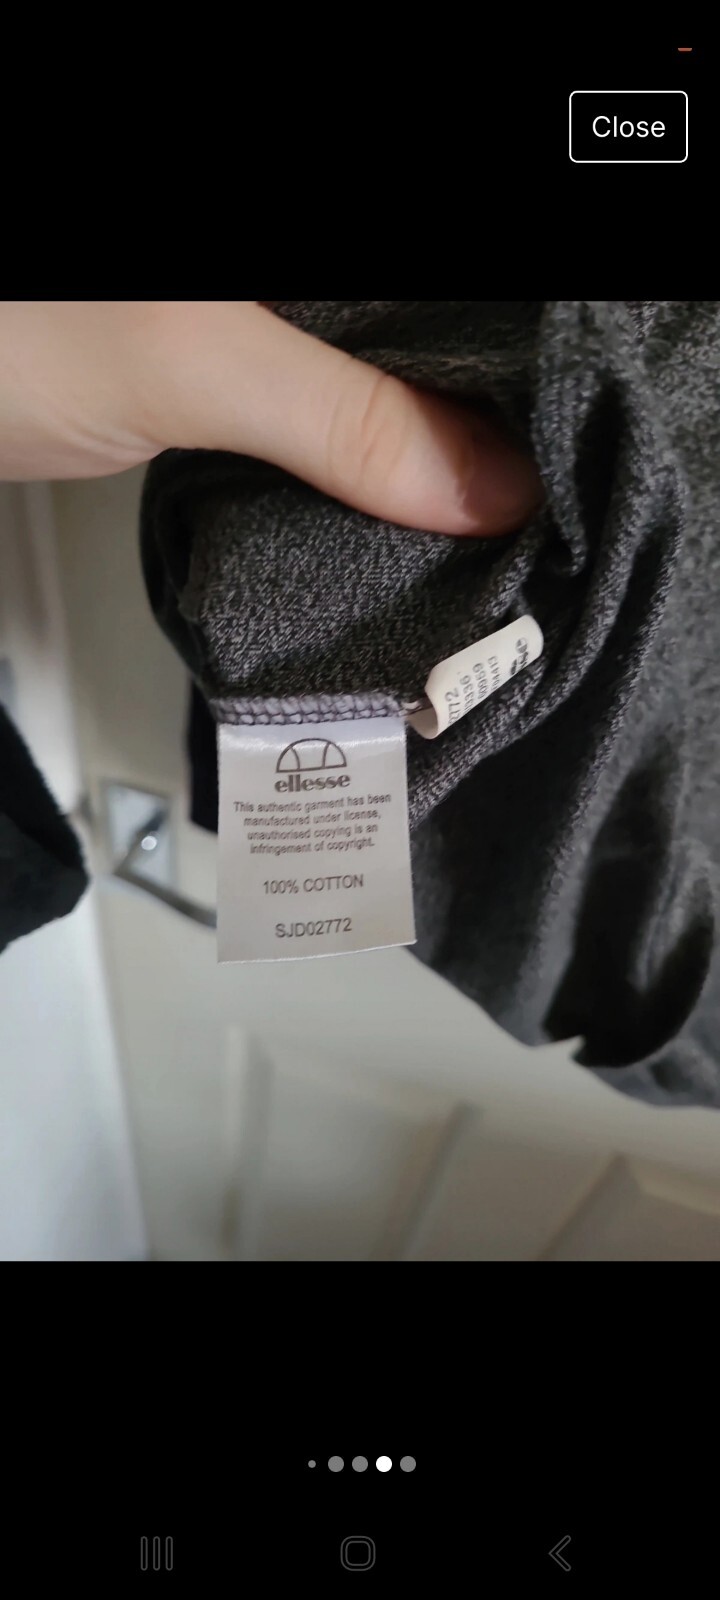 Close
ellesse
This authentic garment has been
manufactured under license,
unauthorised copying is an
infringement of copyright.
100% COTTON
SJD02772